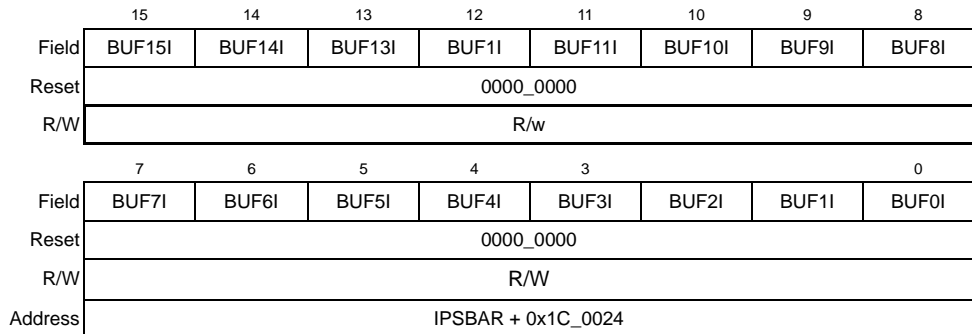 15 14 13 12 11 10 9 8
Field BUF15I BUF14I BUF13I BUF1I BUF11I BUF10I BUF9I BUF8I
Reset 0000_0000
R/W R/w
7 6 5 4 3 0
Field BUF7I BUF6I BUF5I BUF4I BUF3I BUF2I BUF1I BUF0I
Reset 0000_0000
R/W R/W
Address IPSBAR + 0x1C_0024